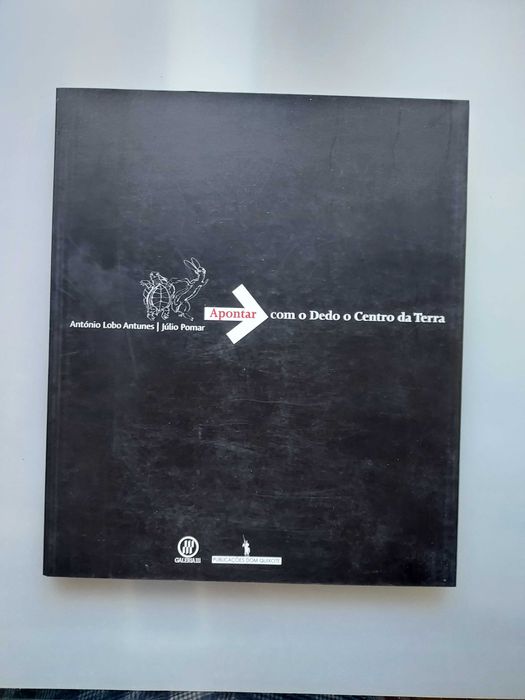 Apontar com o Dedo o Centro da Terra
António Lobo Antunes | Júlio Pomar
GALERIA 111
PUBLICAÇÕES DOM QUIXOTE